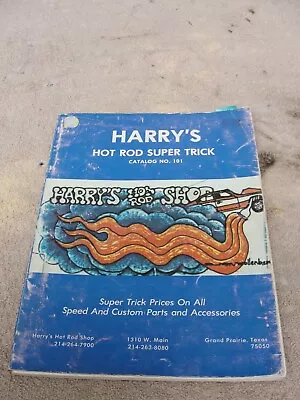 HARRY'S
HOT ROD SUPER TRICK
CATALOG NO. 101
HARRY'S HOT ROD SHOP
Super Trick Prices On All
Speed And Custom Parts and Accessories
Harry's Hot Rod Shop 1310 W. Main Grand Prairie, Texas
214-264-7900 214-263-8080 75050